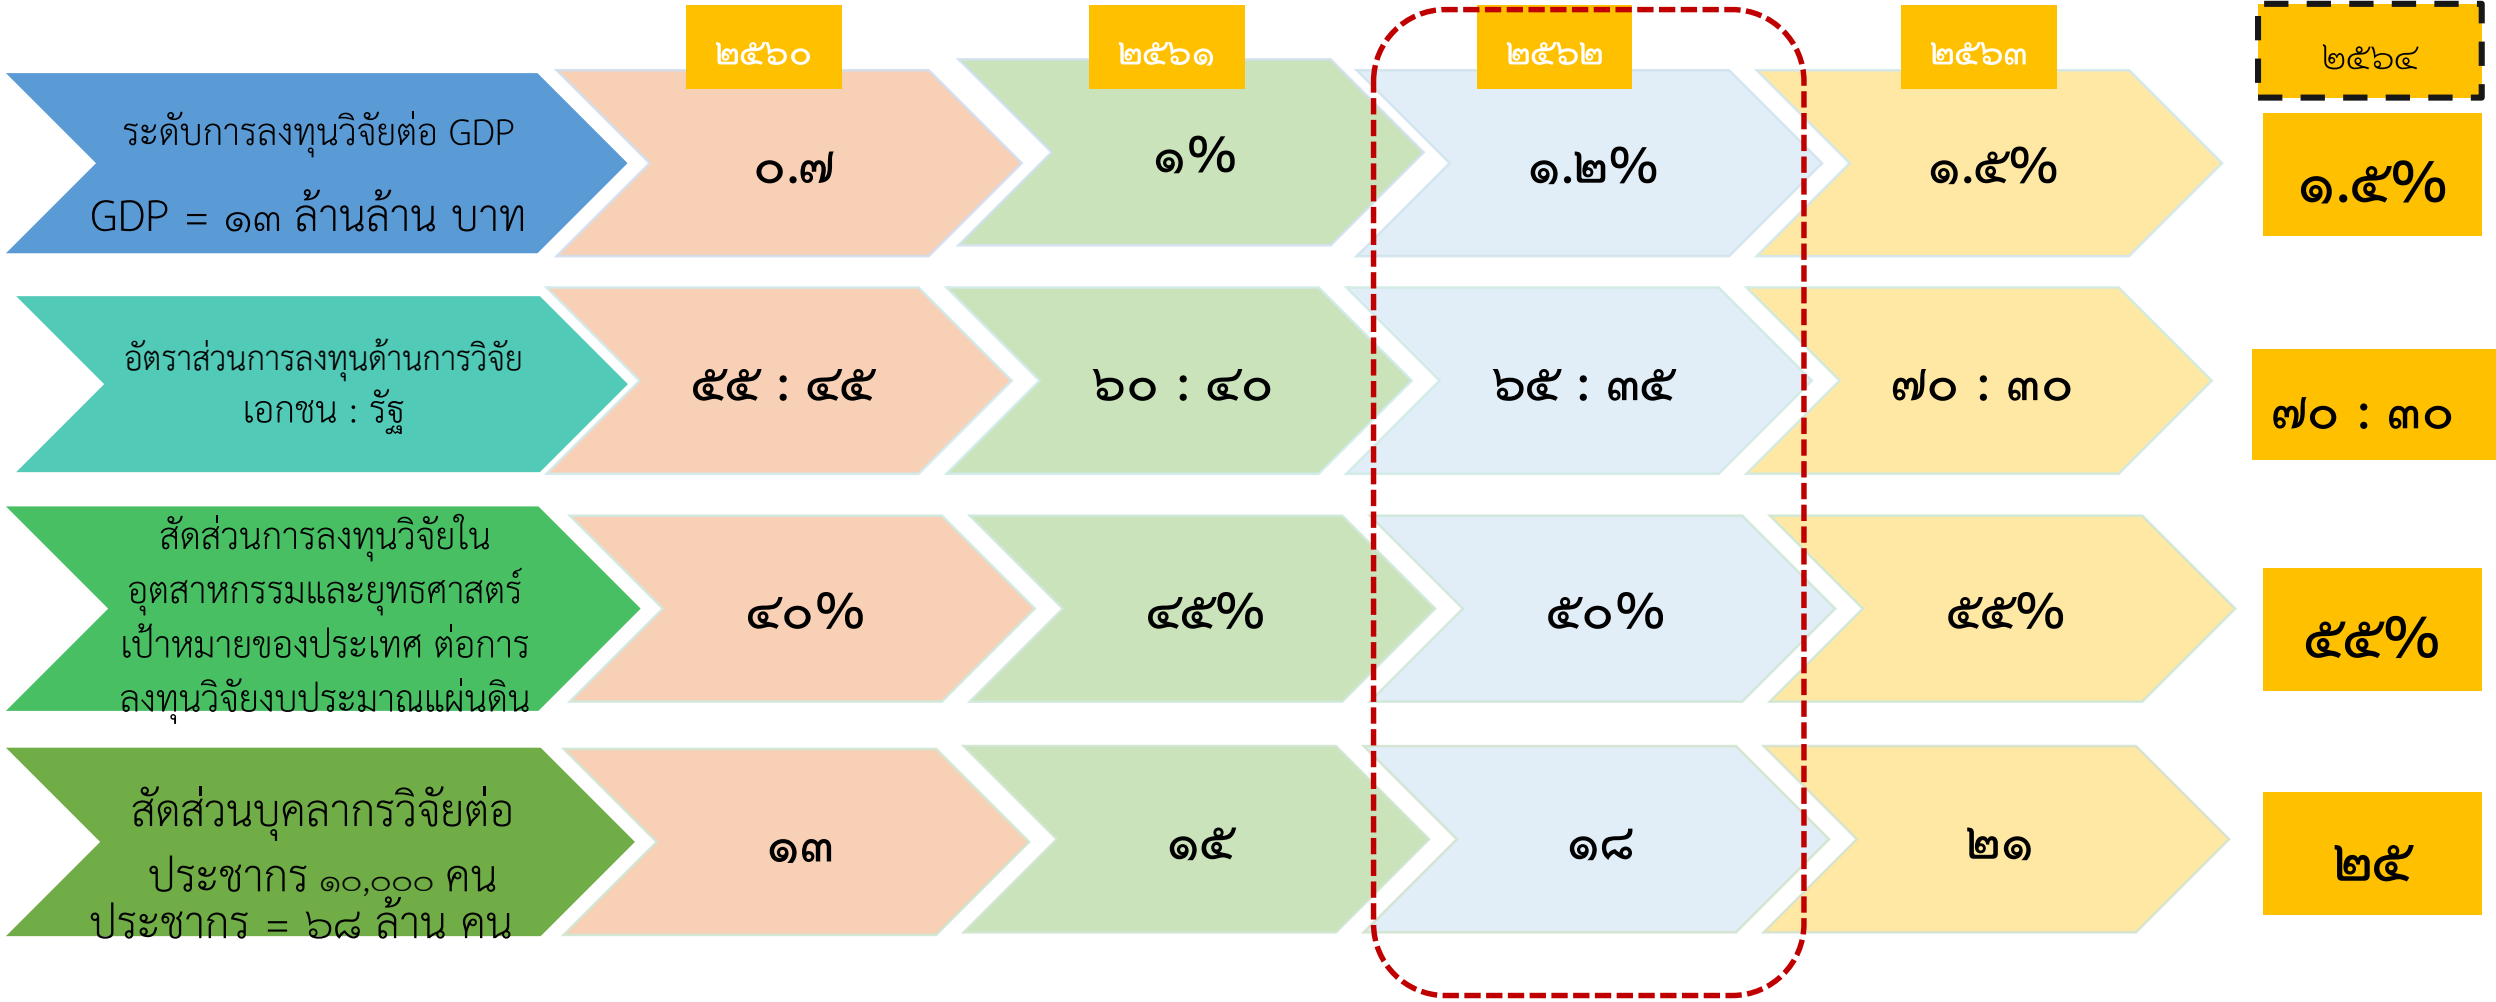 ๒๕๖๐
๒๕๖๑
๒๕๖๒
๒๕๖๓
๒๕๖๔
ระดับการลงทุนวิจัยต่อ GDP
GDP = ๑๓ ล้านล้าน บาท
๐.๗
๑%
๑.๒%
๑.๕%
๑.๕%
อัตราส่วนการลงทุนด้านการวิจัย
เอกชน : รัฐ
๕๕ : ๔๕
๖๐ : ๔๐
๖๕ : ๓๕
๗๐ : ๓๐
๗๐ : ๓๐
สัดส่วนการลงทุนวิจัยใน
อุตสาหกรรมและยุทธศาสตร์
เป้าหมายของประเทศ ต่อการ
ลงทุนวิจัยงบประมาณแผ่นดิน
๔๐%
๔๕%
๕๐%
๕๕%
๕๕%
สัดส่วนบุคลากรวิจัยต่อ
ประชากร ๑๐,๐๐๐ คน
ประชากร = ๖๘ ล้าน คน
๑๓
๑๕
๑๘
๒๑
๒๕